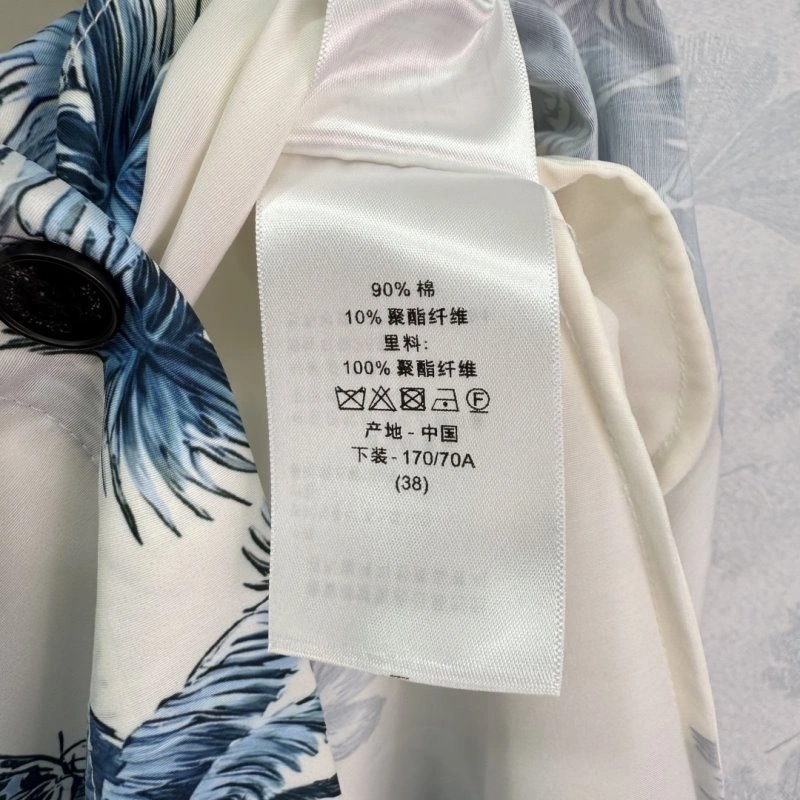 90% 棉
10% 聚酯纤维
里料:
100% 聚酯纤维
F
产地 - 中国
下装 - 170/70A
(38)